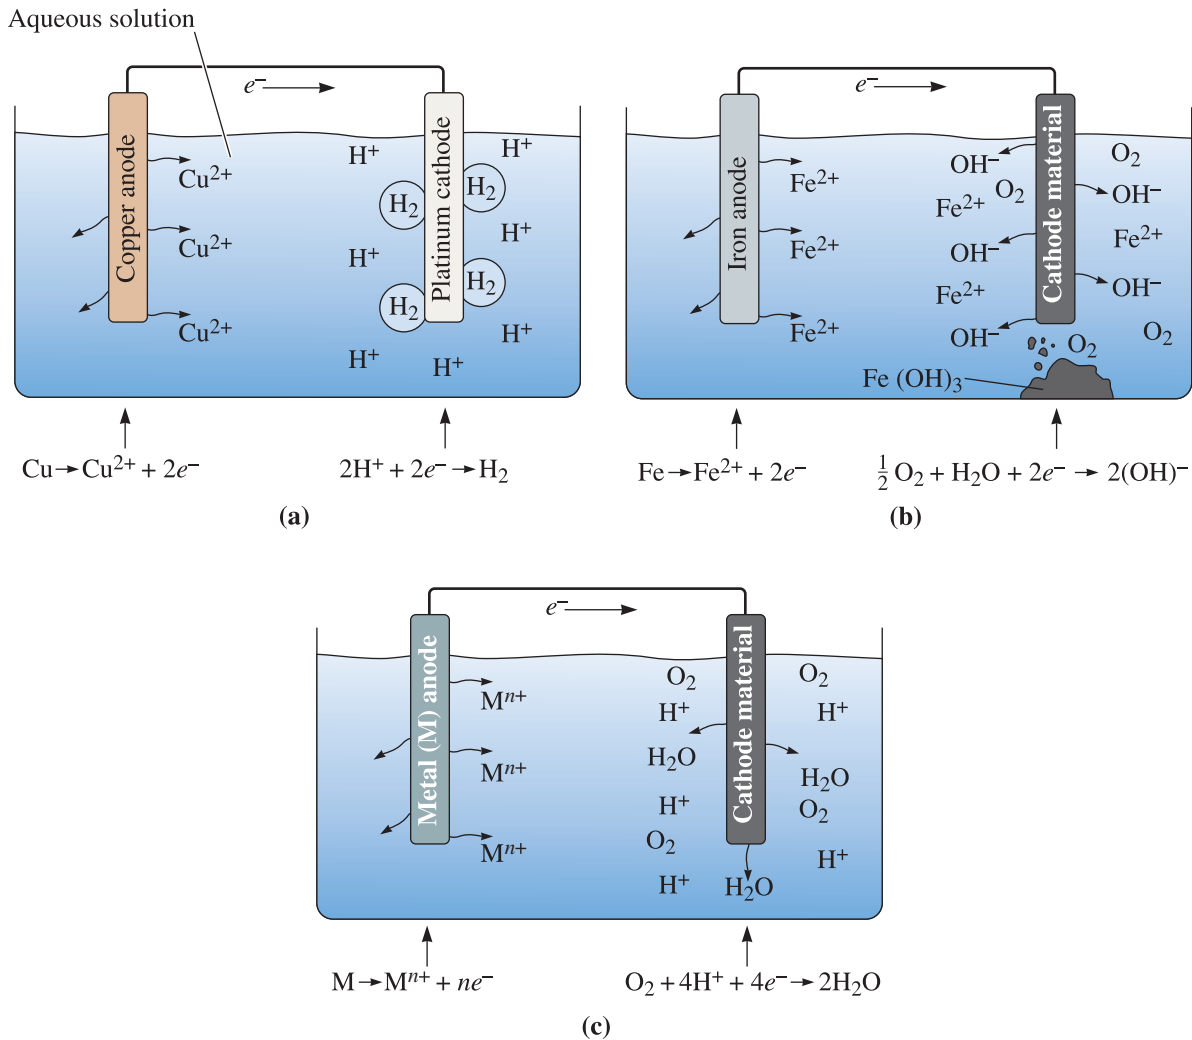 Aqueous solution
e⁻
Copper anode
Platinum cathode
Cu²⁺
Cu²⁺
Cu²⁺
H⁺
H⁺
H₂
H₂
H⁺
H⁺
H₂
H₂
H⁺
H⁺
H⁺
Cu → Cu²⁺ + 2e⁻
2H⁺ + 2e⁻ → H₂
(a)
e⁻
Iron anode
Cathode material
Fe²⁺
Fe²⁺
Fe²⁺
OH⁻
O₂
O₂
OH⁻
Fe²⁺
Fe²⁺
OH⁻
OH⁻
Fe²⁺
OH⁻
O₂
O₂
Fe (OH)₃
Fe → Fe²⁺ + 2e⁻
½ O₂ + H₂O + 2e⁻ → 2(OH)⁻
(b)
e⁻
Metal (M) anode
Cathode material
Mⁿ⁺
Mⁿ⁺
Mⁿ⁺
O₂
O₂
H⁺
H⁺
H₂O
H₂O
H⁺
O₂
O₂
H⁺
H⁺
H₂O
M → Mⁿ⁺ + ne⁻
O₂ + 4H⁺ + 4e⁻ → 2H₂O
(c)